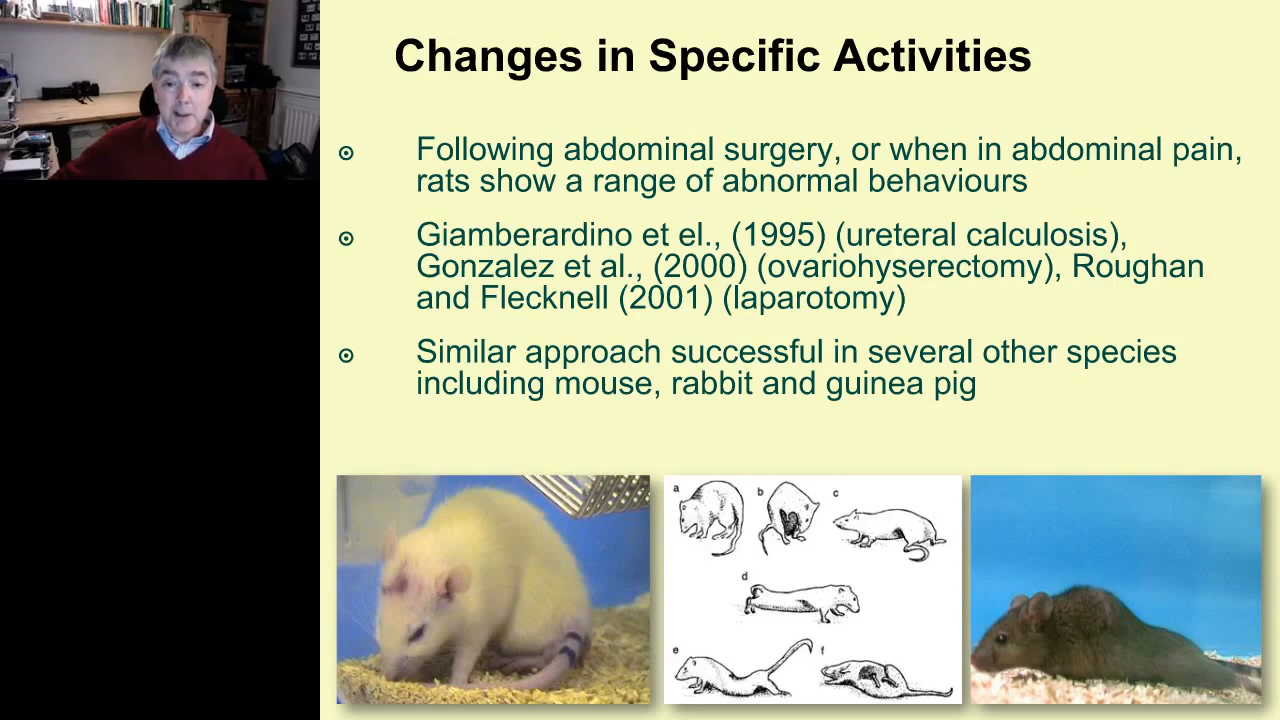 Changes in Specific Activities
Following abdominal surgery, or when in abdominal pain,
rats show a range of abnormal behaviours
Giamberardino et el., (1995) (ureteral calculosis),
Gonzalez et al., (2000) (ovariohyserectomy), Roughan
and Flecknell (2001) (laparotomy)
Similar approach successful in several other species
including mouse, rabbit and guinea pig
a b c
d
e f